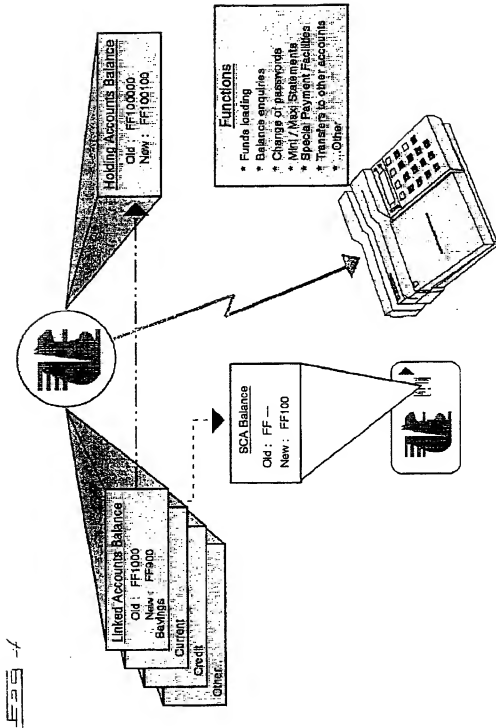 Linked Accounts Balance
Old : FF1000
New : FF900
Savings
Current
Credit
Other...
Holding Accounts Balance
Old : FF100000
New : FF100100
SCA Balance
Old : FF —
New : FF100
Functions
* Funds loading
* Balance enquiries
* Change of passwords
* Mini / Maxi Statements
* Special Payment Facilities
* Transfers to other accounts
* ...Other